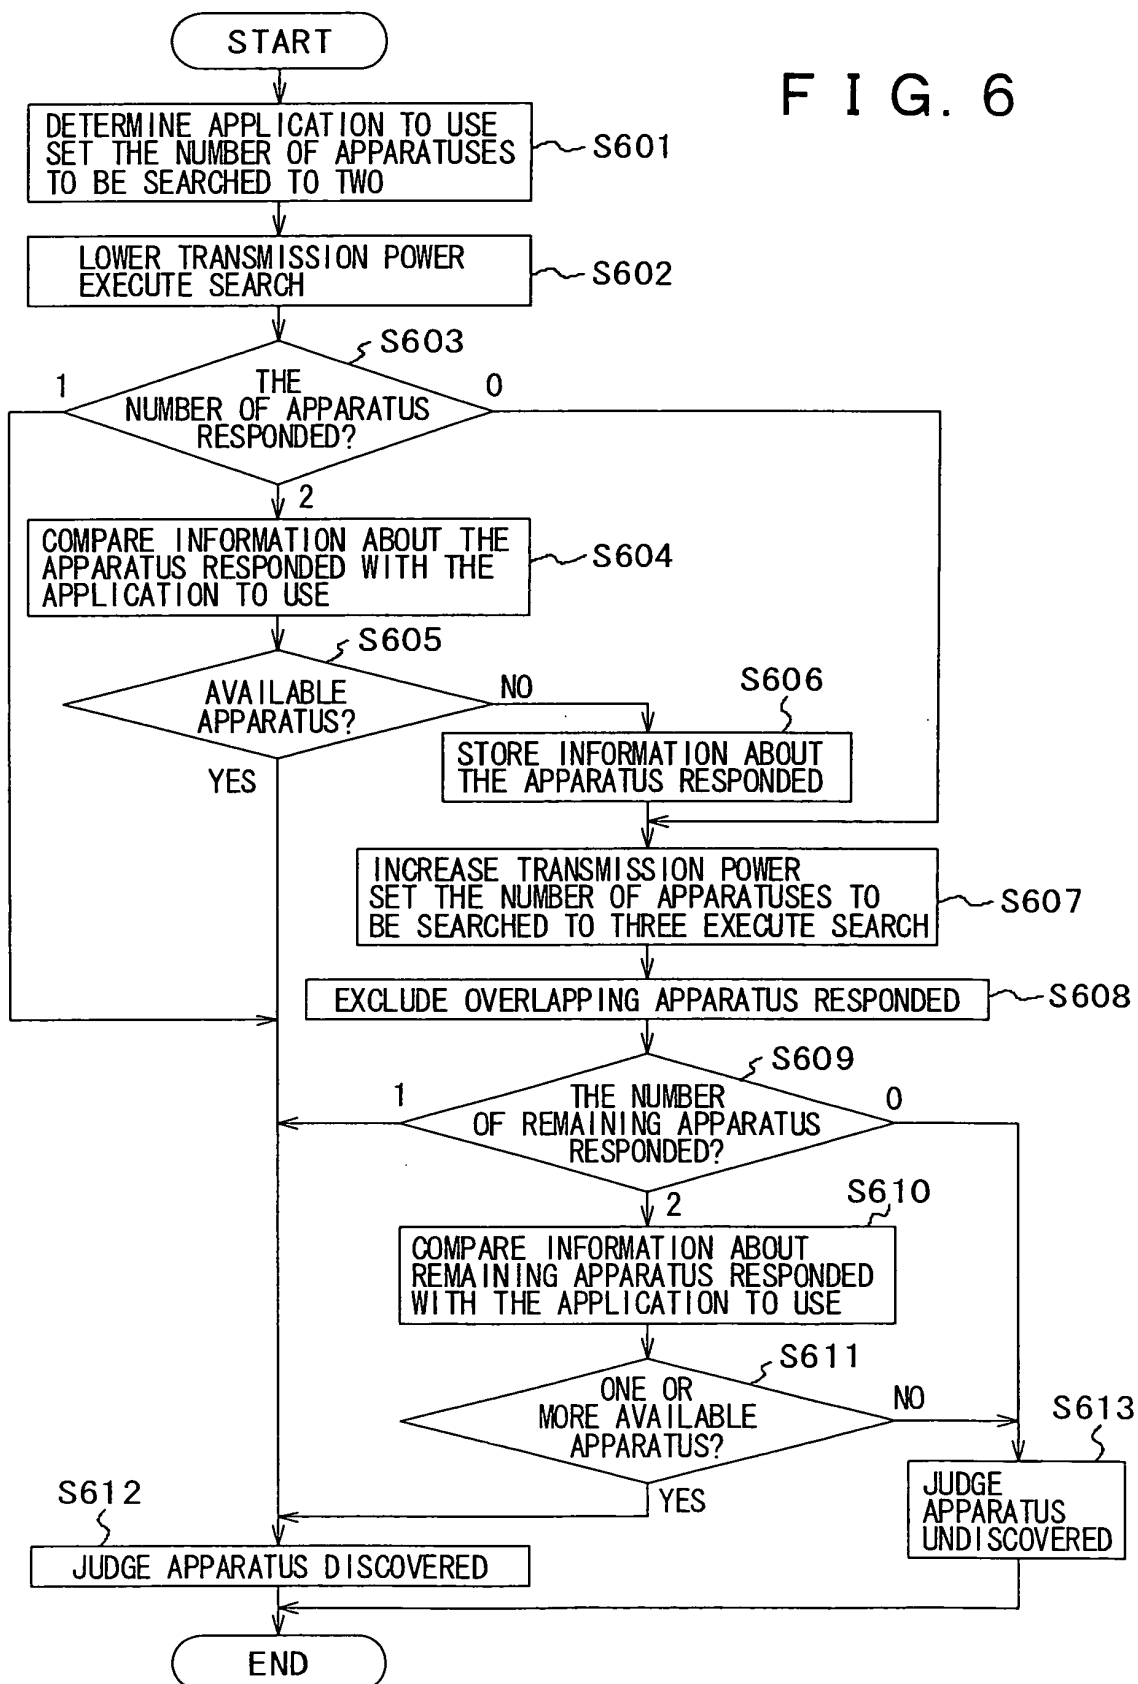 START
FIG. 6
DETERMINE APPLICATION TO USE
SET THE NUMBER OF APPARATUSES
TO BE SEARCHED TO TWO
S601
LOWER TRANSMISSION POWER
EXECUTE SEARCH
S602
S603
1
THE
NUMBER OF APPARATUS
RESPONDED?
0
2
COMPARE INFORMATION ABOUT THE
APPARATUS RESPONDED WITH THE
APPLICATION TO USE
S604
S605
AVAILABLE
APPARATUS?
NO
YES
S606
STORE INFORMATION ABOUT
THE APPARATUS RESPONDED
INCREASE TRANSMISSION POWER
SET THE NUMBER OF APPARATUSES TO
BE SEARCHED TO THREE EXECUTE SEARCH
S607
EXCLUDE OVERLAPPING APPARATUS RESPONDED
S608
S609
1
THE NUMBER
OF REMAINING APPARATUS
RESPONDED?
0
2
S610
COMPARE INFORMATION ABOUT
REMAINING APPARATUS RESPONDED
WITH THE APPLICATION TO USE
S611
ONE OR
MORE AVAILABLE
APPARATUS?
NO
YES
S613
JUDGE
APPARATUS
UNDISCOVERED
S612
JUDGE APPARATUS DISCOVERED
END